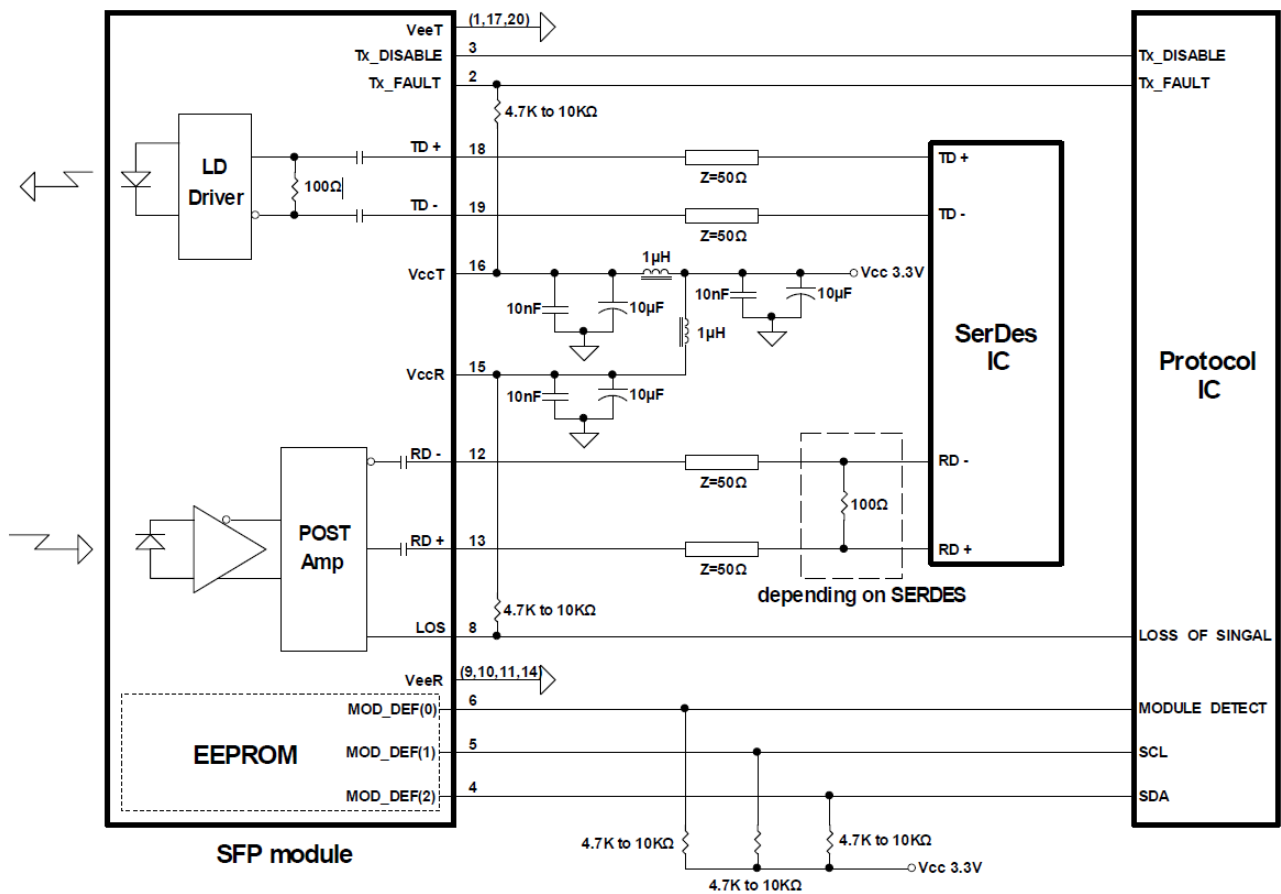 VeeT
(1,17,20)
Tx_DISABLE
3
Tx_DISABLE
Tx_FAULT
2
Tx_FAULT
4.7K to 10KΩ
LD
Driver
100Ω
TD +
18
Z=50Ω
TD +
TD -
19
Z=50Ω
TD -
VccT
16
1µH
Vcc 3.3V
10nF
10µF
10nF
10µF
1µH
VccR
15
10nF
10µF
SerDes
IC
Protocol
IC
POST
Amp
RD -
12
Z=50Ω
RD -
100Ω
RD +
13
Z=50Ω
RD +
depending on SERDES
4.7K to 10KΩ
LOS
8
LOSS OF SINGAL
VeeR
(9,10,11,14)
EEPROM
MOD_DEF(0)
6
MODULE DETECT
MOD_DEF(1)
5
SCL
MOD_DEF(2)
4
SDA
4.7K to 10KΩ
4.7K to 10KΩ
4.7K to 10KΩ
Vcc 3.3V
SFP module